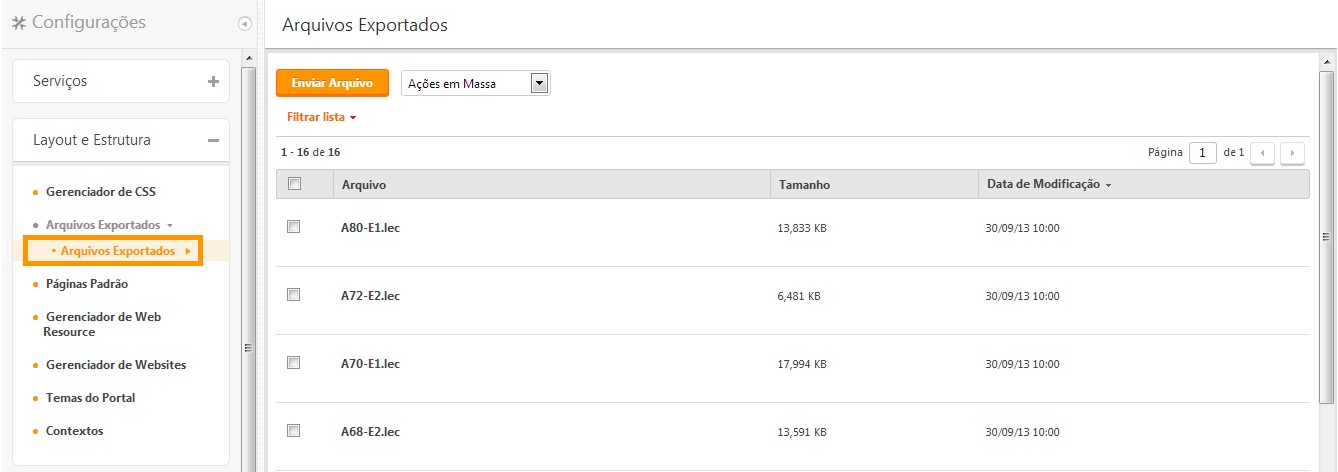 Configurações
Serviços
Layout e Estrutura
Gerenciador de CSS
Arquivos Exportados
Arquivos Exportados
Páginas Padrão
Gerenciador de Web
Resource
Gerenciador de Websites
Temas do Portal
Contextos
Arquivos Exportados
Enviar Arquivo Ações em Massa
Filtrar lista
1 - 16 de 16 Página 1 de 1
Arquivo Tamanho Data de Modificação
A80-E1.lec 13,833 KB 30/09/13 10:00
A72-E2.lec 6,481 KB 30/09/13 10:00
A70-E1.lec 17,994 KB 30/09/13 10:00
A68-E2.lec 13,591 KB 30/09/13 10:00